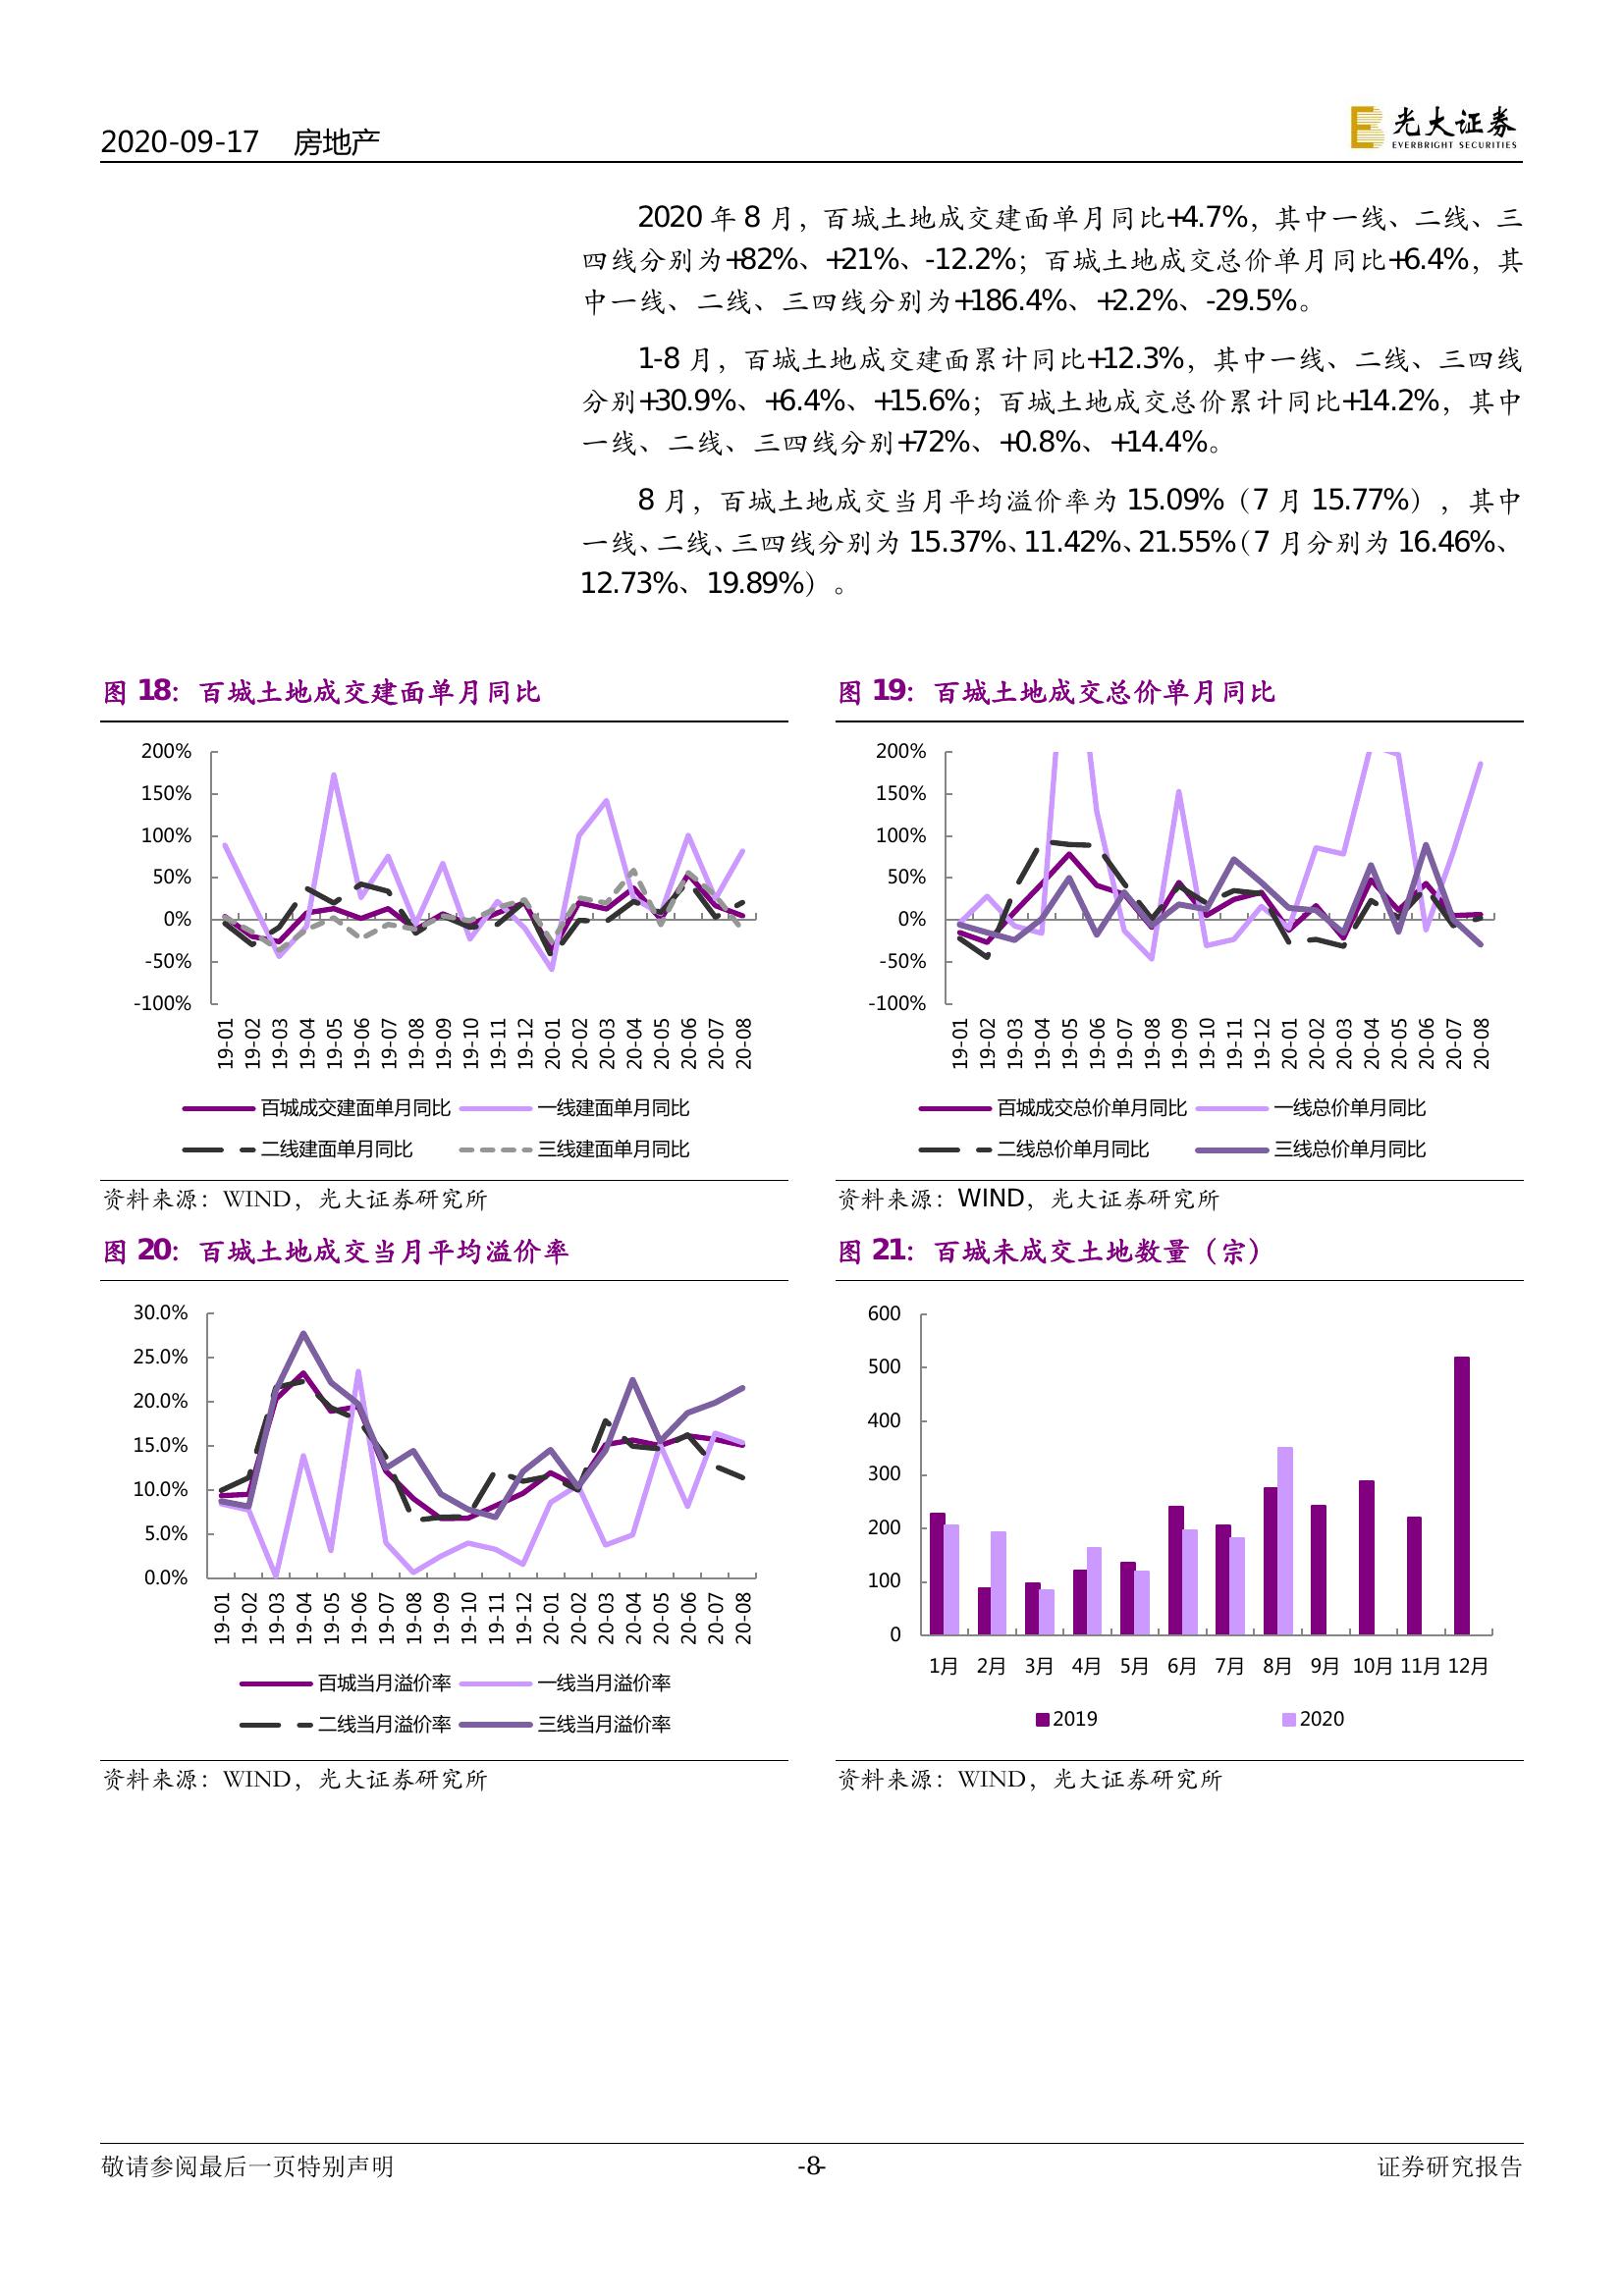 2020-09-17 房地产
光大证券
EVERBRIGHT SECURITIES
2020 年 8 月，百城土地成交建面单月同比+4.7%，其中一线、二线、三
四线分别为+82%、+21%、-12.2%；百城土地成交总价单月同比+6.4%，其
中一线、二线、三四线分别为+186.4%、+2.2%、-29.5%。
1-8 月，百城土地成交建面累计同比+12.3%，其中一线、二线、三四线
分别+30.9%、+6.4%、+15.6%；百城土地成交总价累计同比+14.2%，其中
一线、二线、三四线分别+72%、+0.8%、+14.4%。
8 月，百城土地成交当月平均溢价率为 15.09%（7 月 15.77%），其中
一线、二线、三四线分别为 15.37%、11.42%、21.55%（7 月分别为 16.46%、
12.73%、19.89%）。
图 18：百城土地成交建面单月同比
200%
150%
100%
50%
0%
-50%
-100%
19-01 19-02 19-03 19-04 19-05 19-06 19-07 19-08 19-09 19-10 19-11 19-12 20-01 20-02 20-03 20-04 20-05 20-06 20-07 20-08
百城成交建面单月同比 一线建面单月同比
二线建面单月同比 三线建面单月同比
资料来源：WIND，光大证券研究所
图 19：百城土地成交总价单月同比
200%
150%
100%
50%
0%
-50%
-100%
19-01 19-02 19-03 19-04 19-05 19-06 19-07 19-08 19-09 19-10 19-11 19-12 20-01 20-02 20-03 20-04 20-05 20-06 20-07 20-08
百城成交总价单月同比 一线总价单月同比
二线总价单月同比 三线总价单月同比
资料来源：WIND，光大证券研究所
图 20：百城土地成交当月平均溢价率
30.0%
25.0%
20.0%
15.0%
10.0%
5.0%
0.0%
19-01 19-02 19-03 19-04 19-05 19-06 19-07 19-08 19-09 19-10 19-11 19-12 20-01 20-02 20-03 20-04 20-05 20-06 20-07 20-08
百城当月溢价率 一线当月溢价率
二线当月溢价率 三线当月溢价率
资料来源：WIND，光大证券研究所
图 21：百城未成交土地数量（宗）
600
500
400
300
200
100
0
1月 2月 3月 4月 5月 6月 7月 8月 9月 10月 11月 12月
2019 2020
资料来源：WIND，光大证券研究所
敬请参阅最后一页特别声明 -8- 证券研究报告